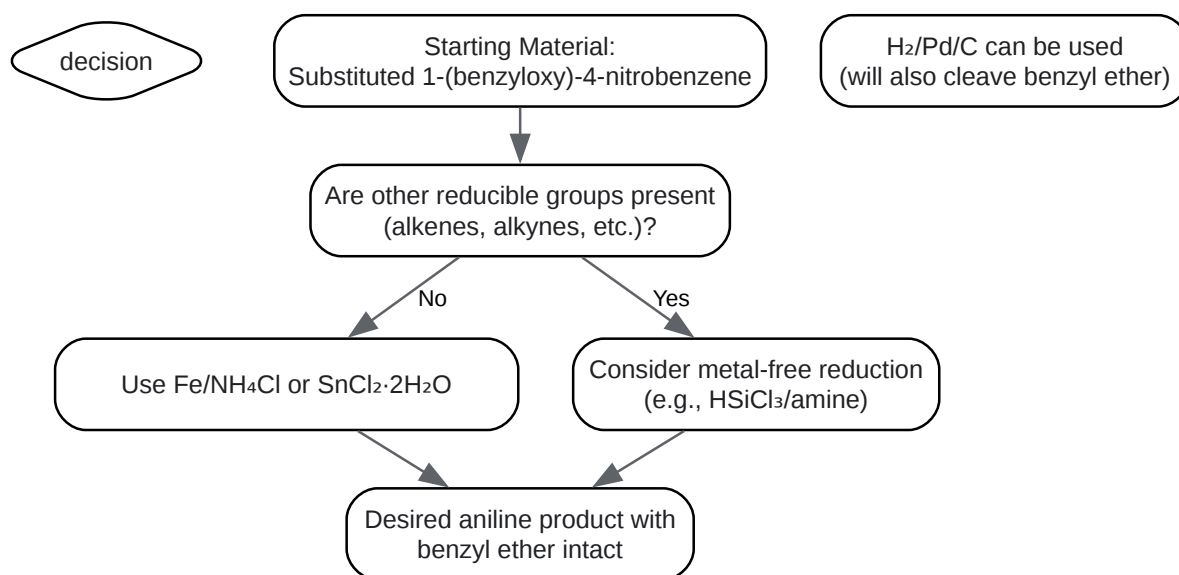 decision
Starting Material:
Substituted 1-(benzyloxy)-4-nitrobenzene
H₂/Pd/C can be used
(will also cleave benzyl ether)
Are other reducible groups present
(alkenes, alkynes, etc.)?
No
Yes
Use Fe/NH₄Cl or SnCl₂·2H₂O
Consider metal-free reduction
(e.g., HSiCl₃/amine)
Desired aniline product with
benzyl ether intact